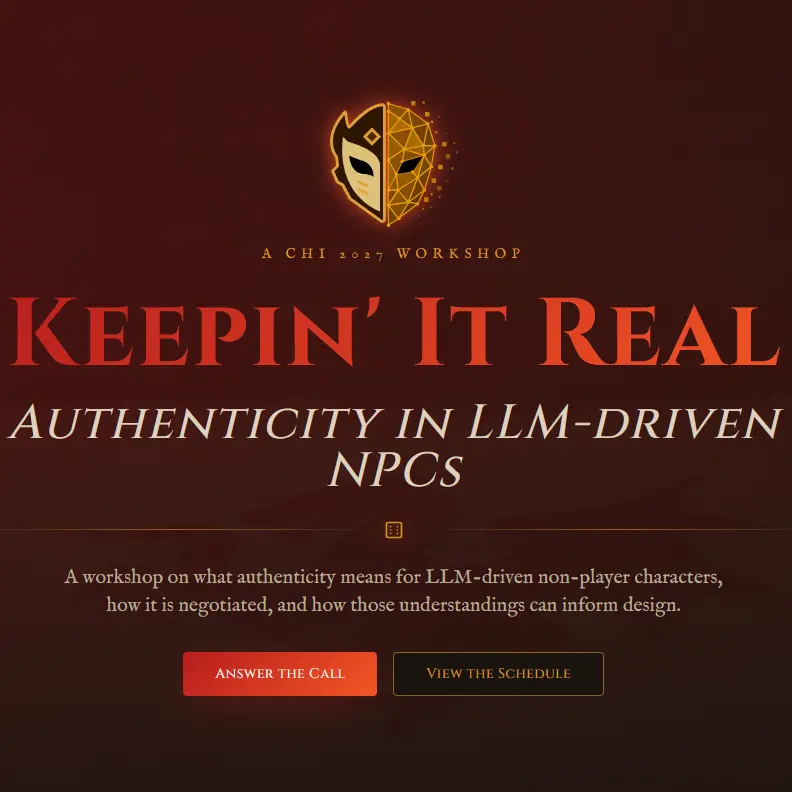 A CHI 2027 WORKSHOP
KEEPIN' IT REAL
AUTHENTICITY IN LLM-DRIVEN
NPCS
A workshop on what authenticity means for LLM-driven non-player characters,
how it is negotiated, and how those understandings can inform design.
ANSWER THE CALL
VIEW THE SCHEDULE